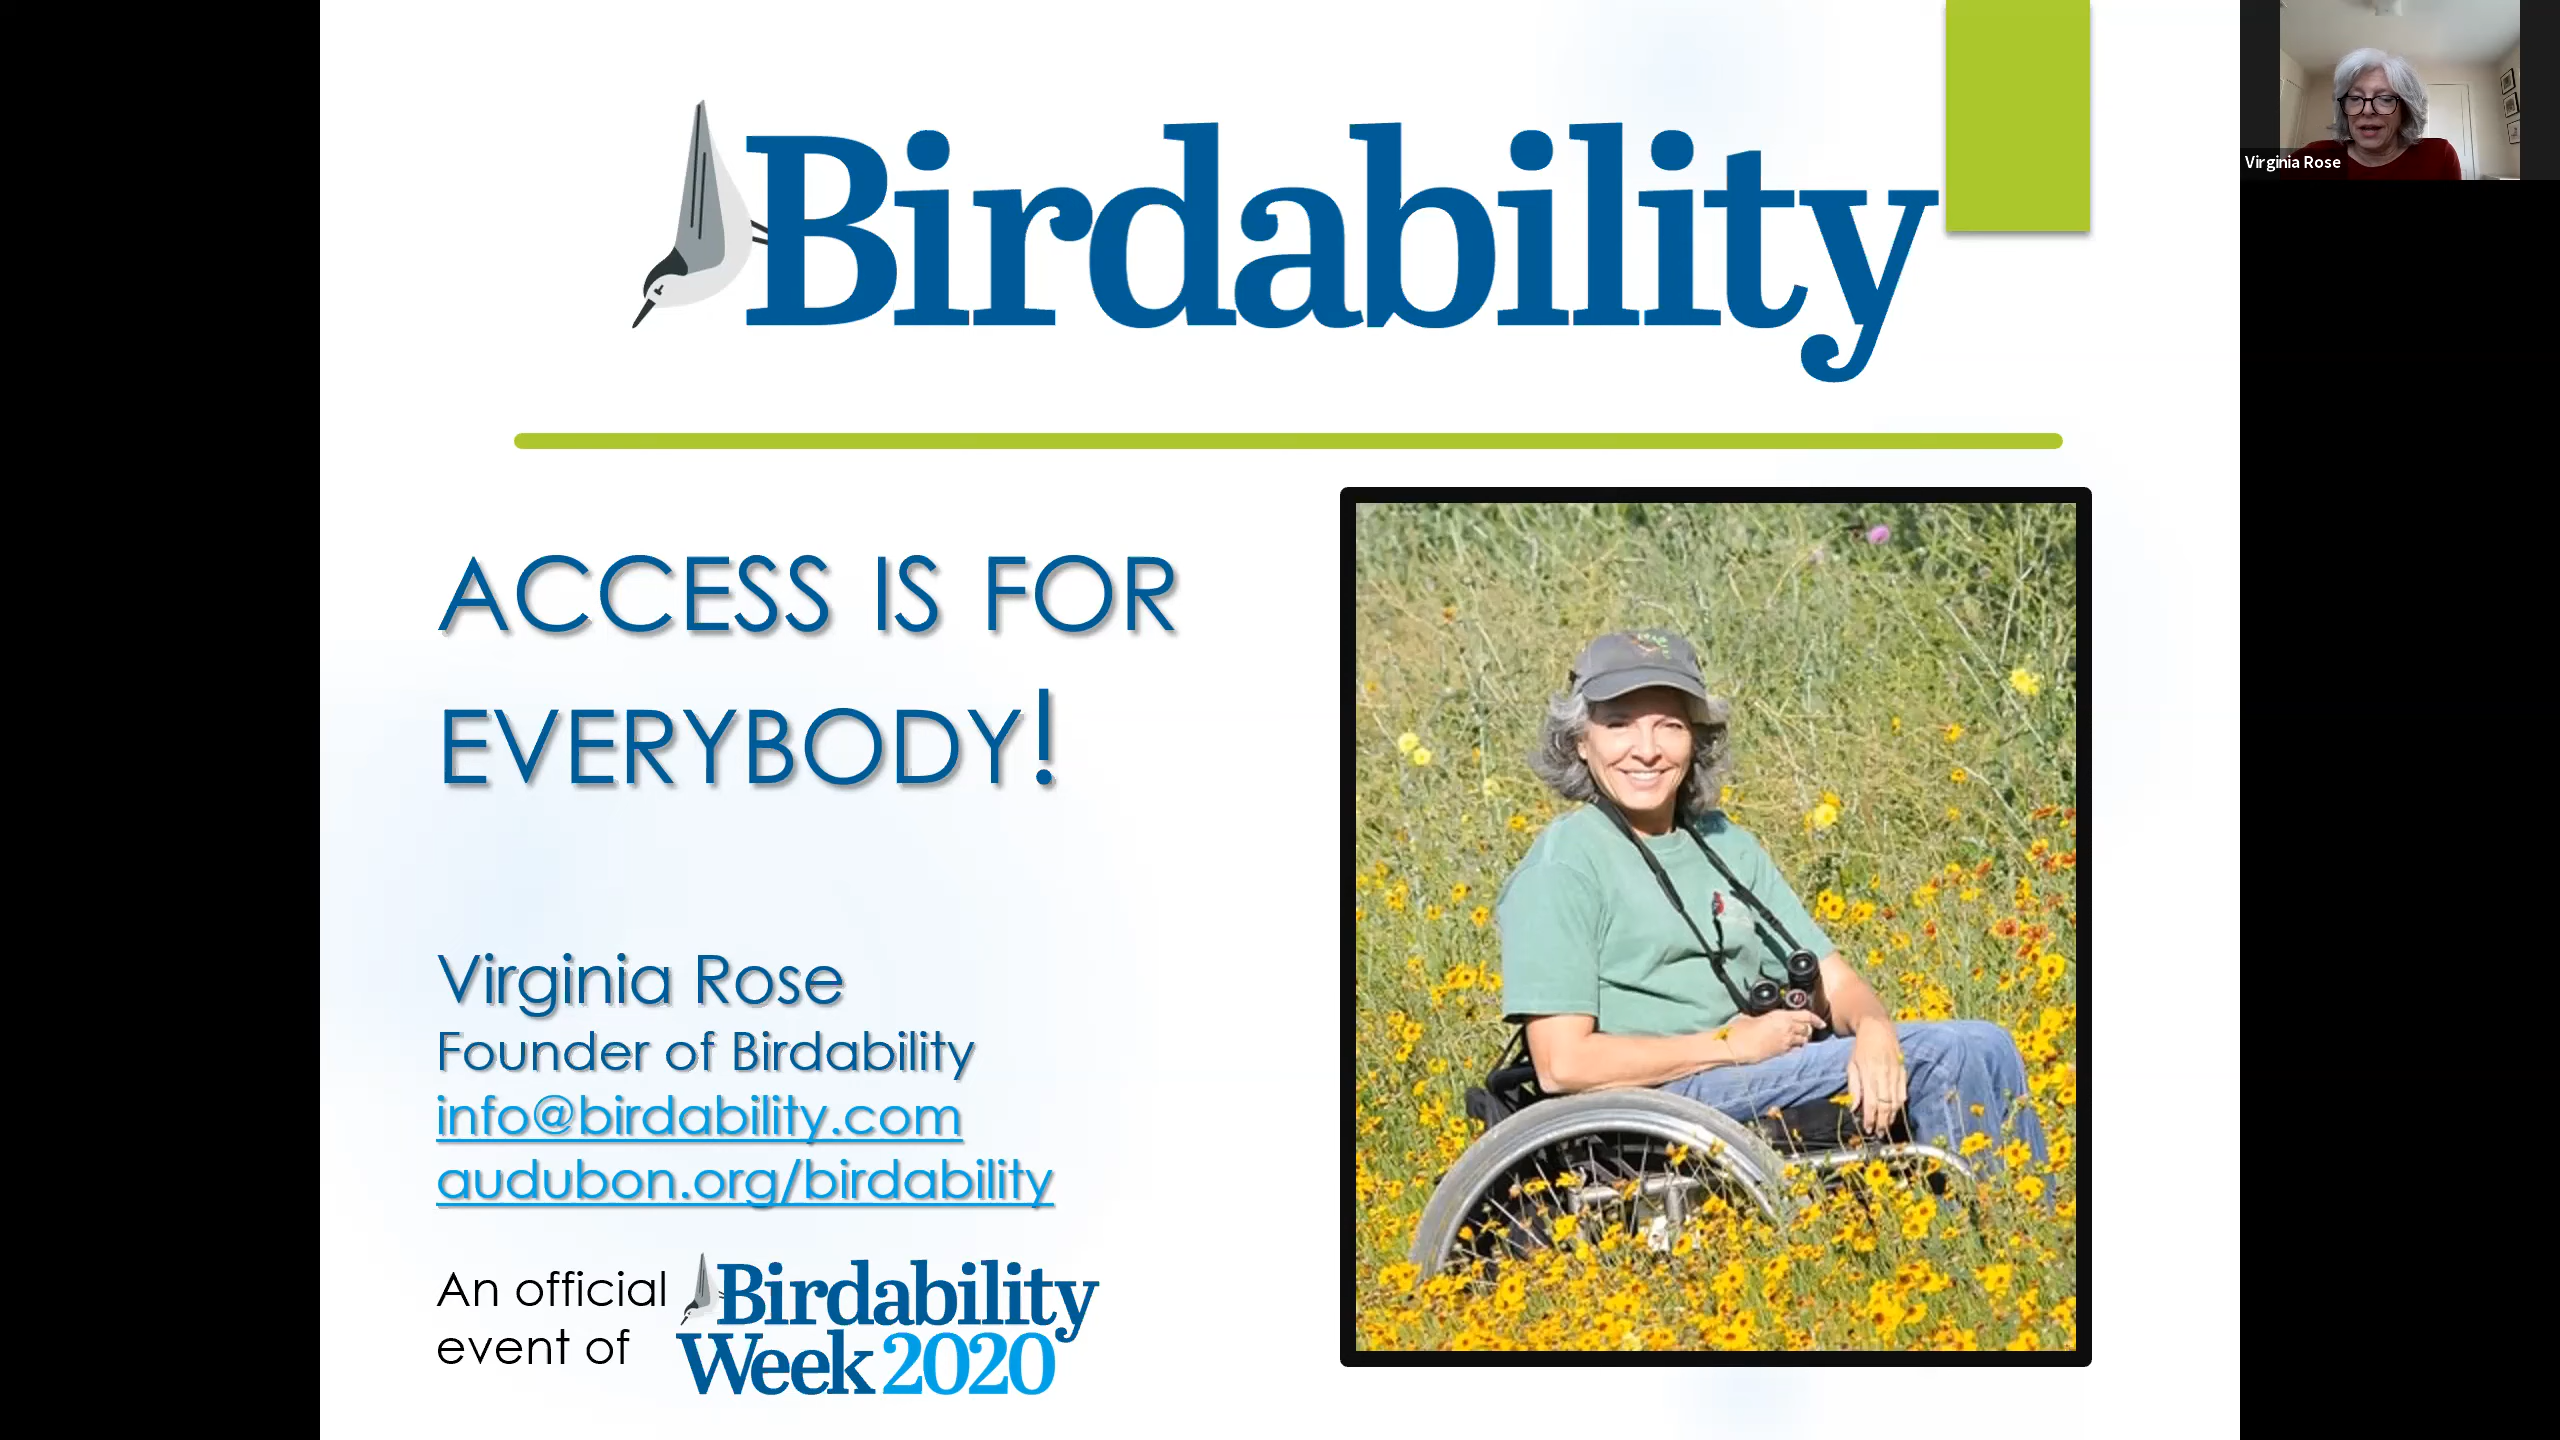 Birdability
ACCESS IS FOR
EVERYBODY!
Virginia Rose
Founder of Birdability
info@birdability.com
audubon.org/birdability
An official
event of
Birdability
Week 2020
Virginia Rose